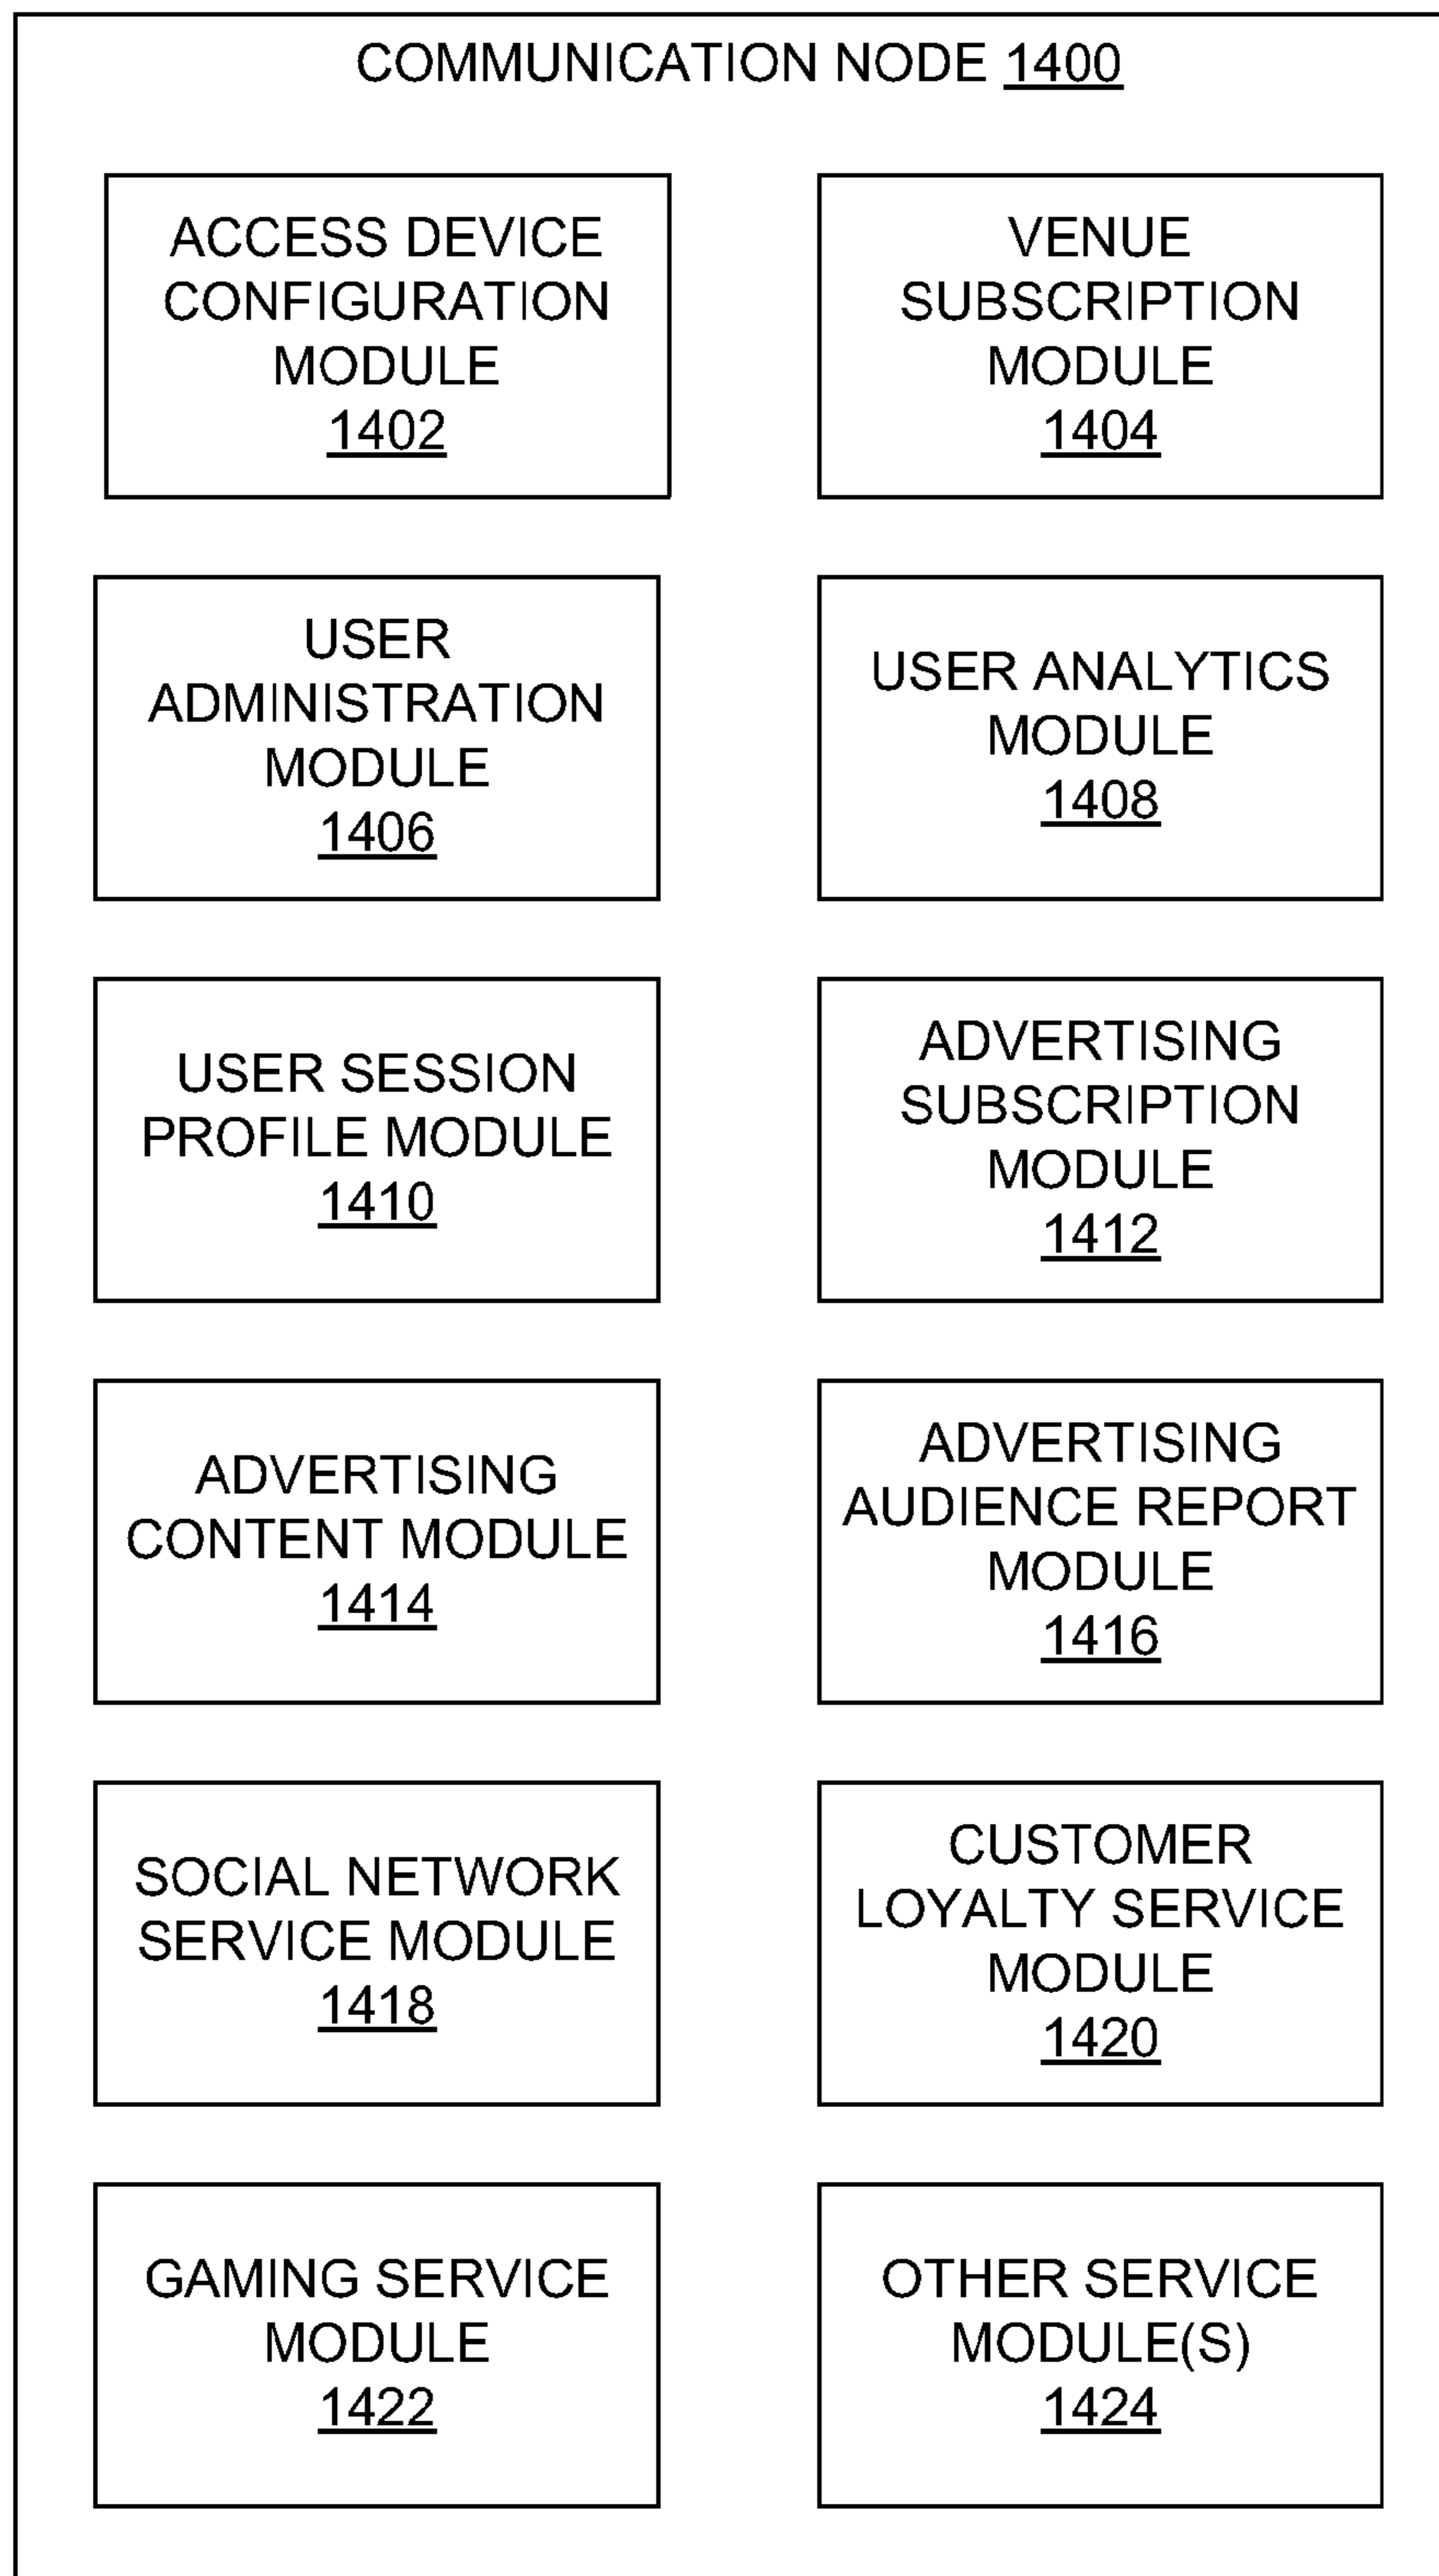 COMMUNICATION NODE 1400
ACCESS DEVICE
CONFIGURATION
MODULE
1402
VENUE
SUBSCRIPTION
MODULE
1404
USER
ADMINISTRATION
MODULE
1406
USER ANALYTICS
MODULE
1408
USER SESSION
PROFILE MODULE
1410
ADVERTISING
SUBSCRIPTION
MODULE
1412
ADVERTISING
CONTENT MODULE
1414
ADVERTISING
AUDIENCE REPORT
MODULE
1416
SOCIAL NETWORK
SERVICE MODULE
1418
CUSTOMER
LOYALTY SERVICE
MODULE
1420
GAMING SERVICE
MODULE
1422
OTHER SERVICE
MODULE(S)
1424